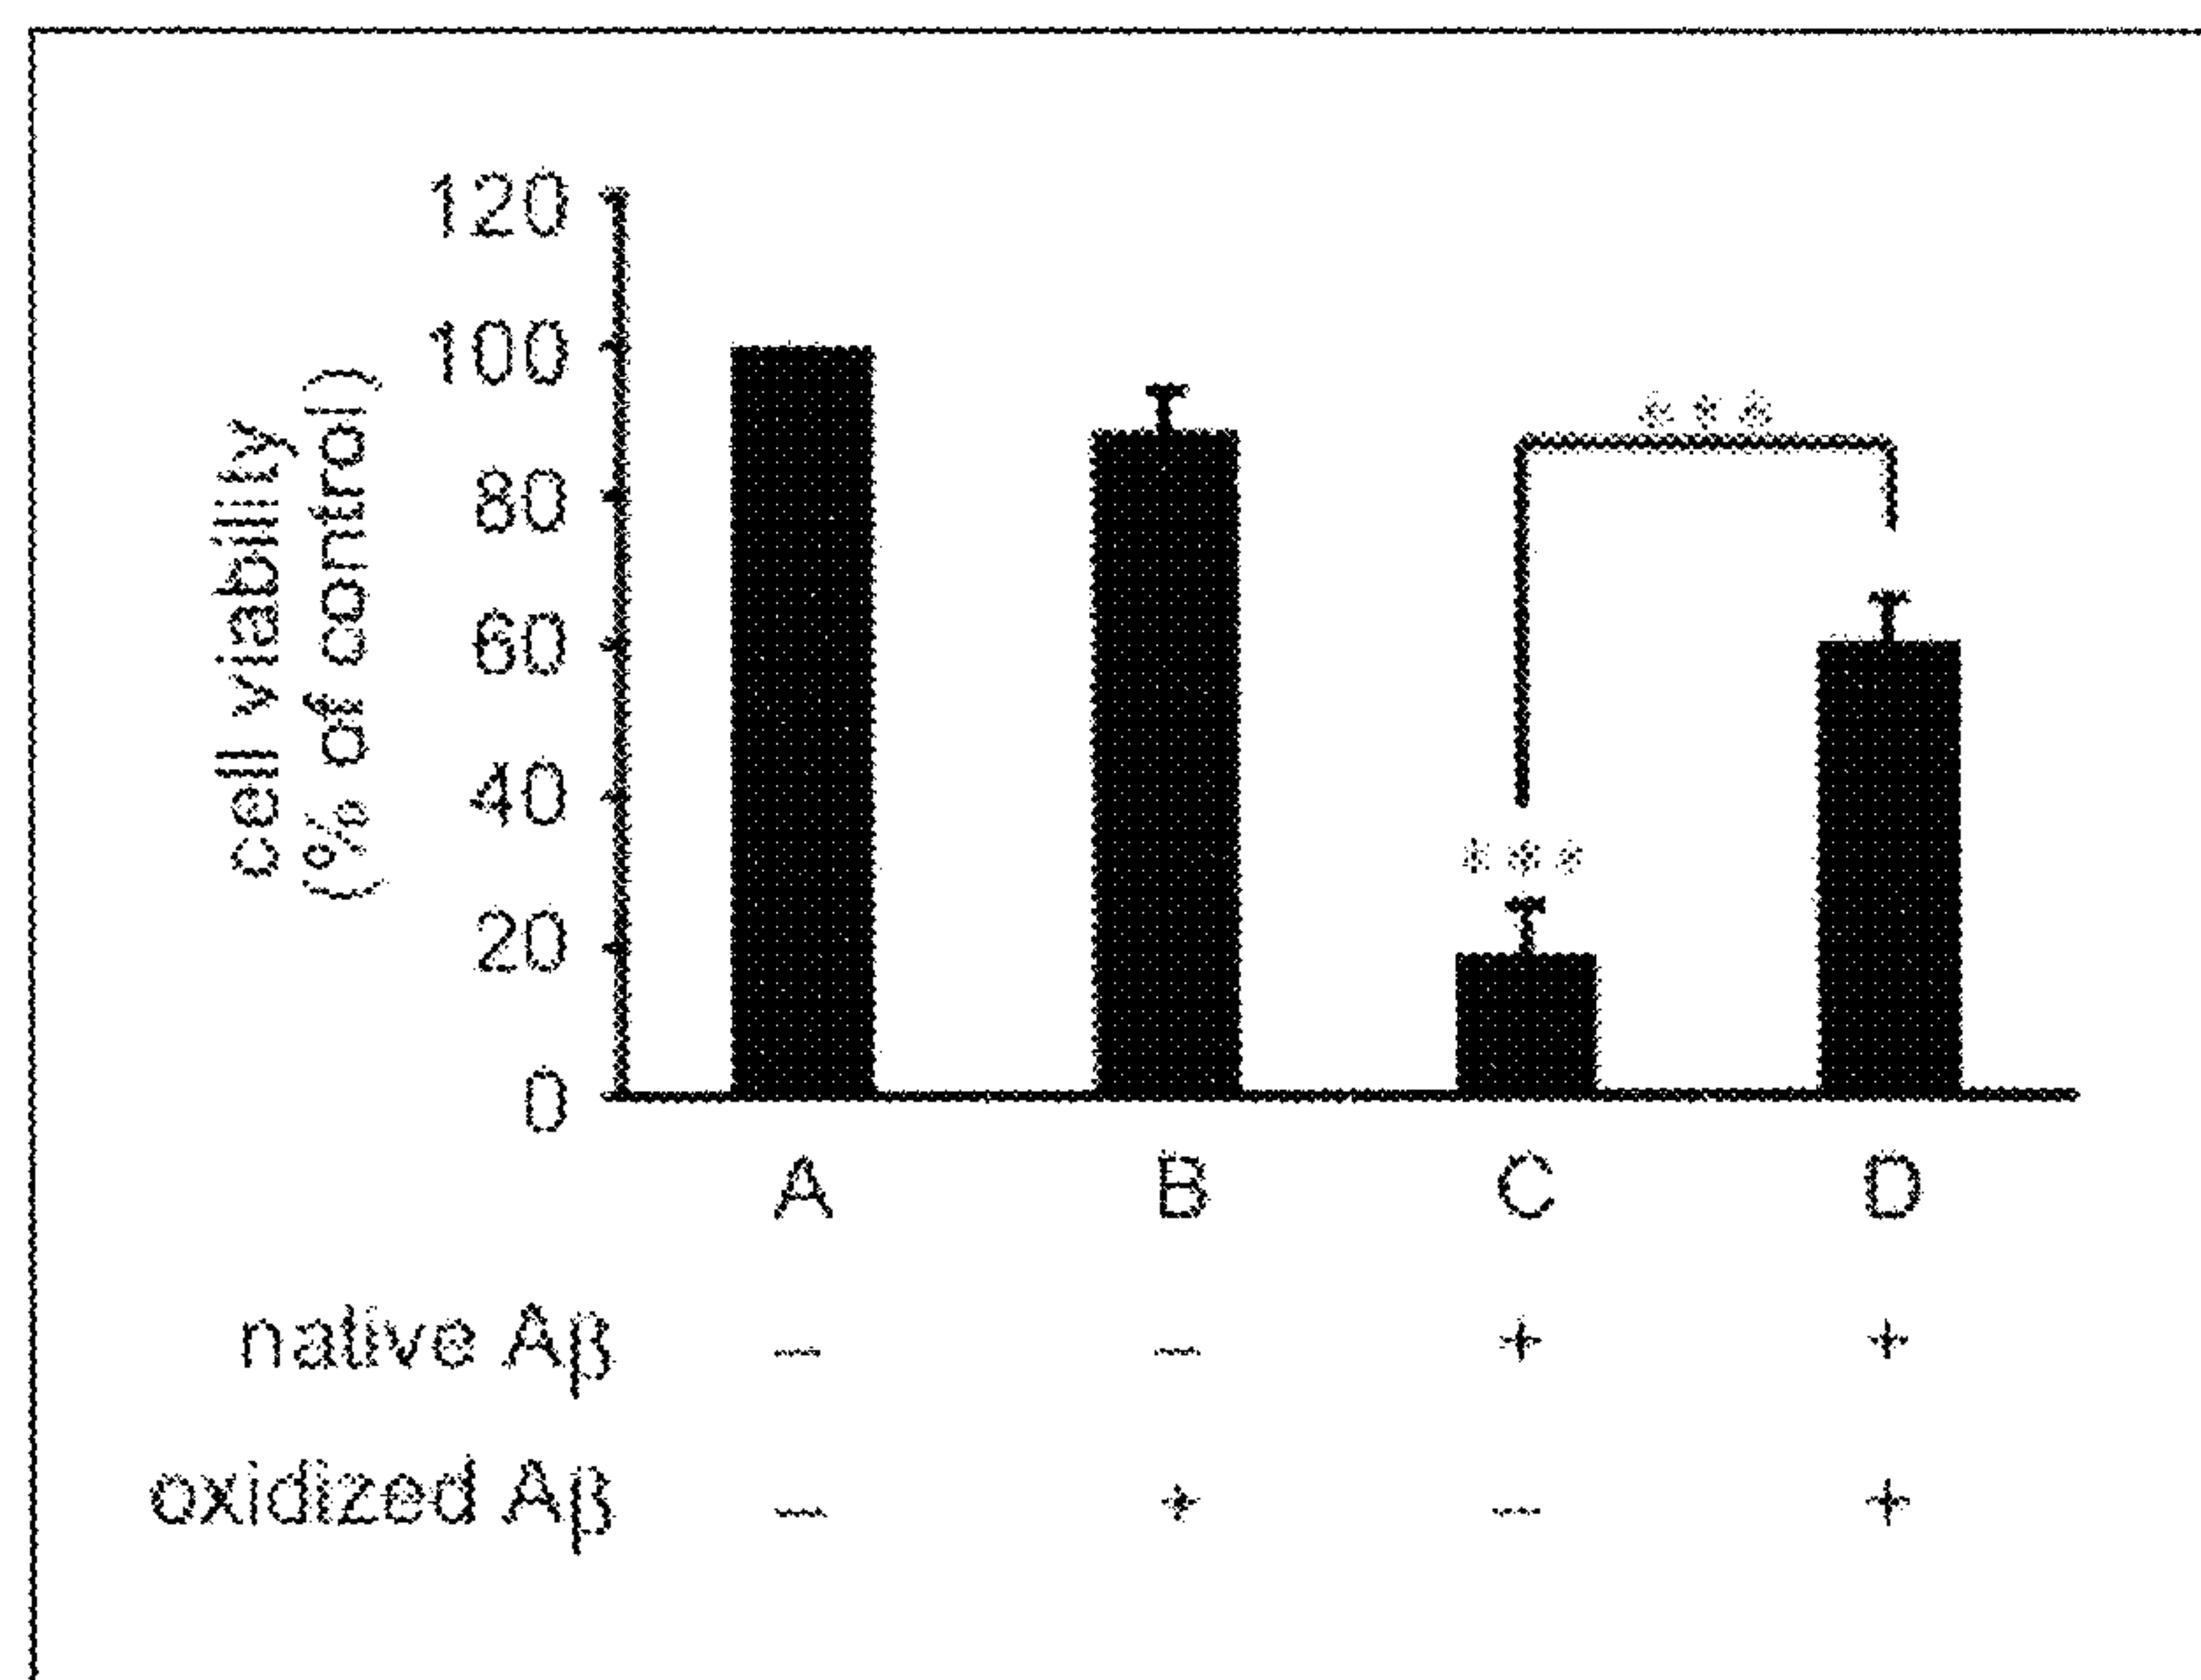 120
100
80
60
40
20
0
cell viability
(% of control)
***
***
A B C D
native Aβ − − + +
oxidized Aβ − + − +